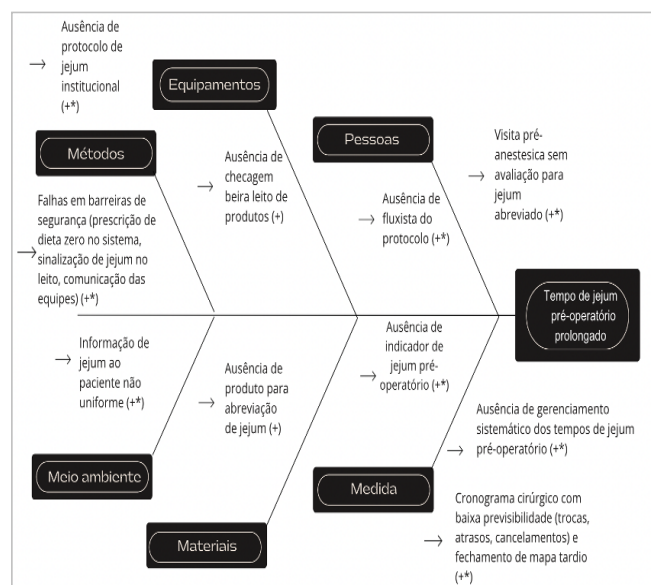 Ausência de
protocolo de
jejum
institucional
(+*)
Métodos
Falhas em barreiras de
segurança (prescrição de
dieta zero no sistema,
sinalização de jejum no
leito, comunicação das
equipes) (+*)
Equipamentos
Ausência de
checagem
beira leito de
produtos (+)
Pessoas
Ausência de
fluxista do
protocolo (+*)
Visita pré-
anestesica sem
avaliação para
jejum
abreviado (+*)
Tempo de jejum
pré-operatório
prolongado
Informação de
jejum ao
paciente não
uniforme (+*)
Meio ambiente
Ausência de
produto para
abreviação
de jejum (+)
Materiais
Ausência de
indicador de
jejum pré-
operatório (+*)
Medida
Ausência de gerenciamento
sistemático dos tempos de jejum
pré-operatório (+*)
Cronograma cirúrgico com
baixa previsibilidade (trocas,
atrasos, cancelamentos) e
fechamento de mapa tardio
(+*)